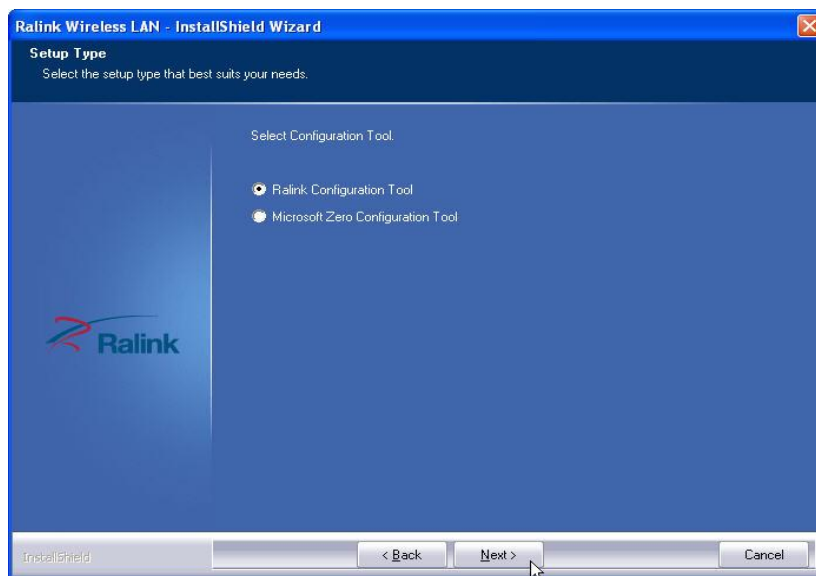 Ralink Wireless LAN - InstallShield Wizard
Setup Type
Select the setup type that best suits your needs.
Select Configuration Tool.
Ralink Configuration Tool
Microsoft Zero Configuration Tool
Ralink
InstallShield
< Back
Next >
Cancel